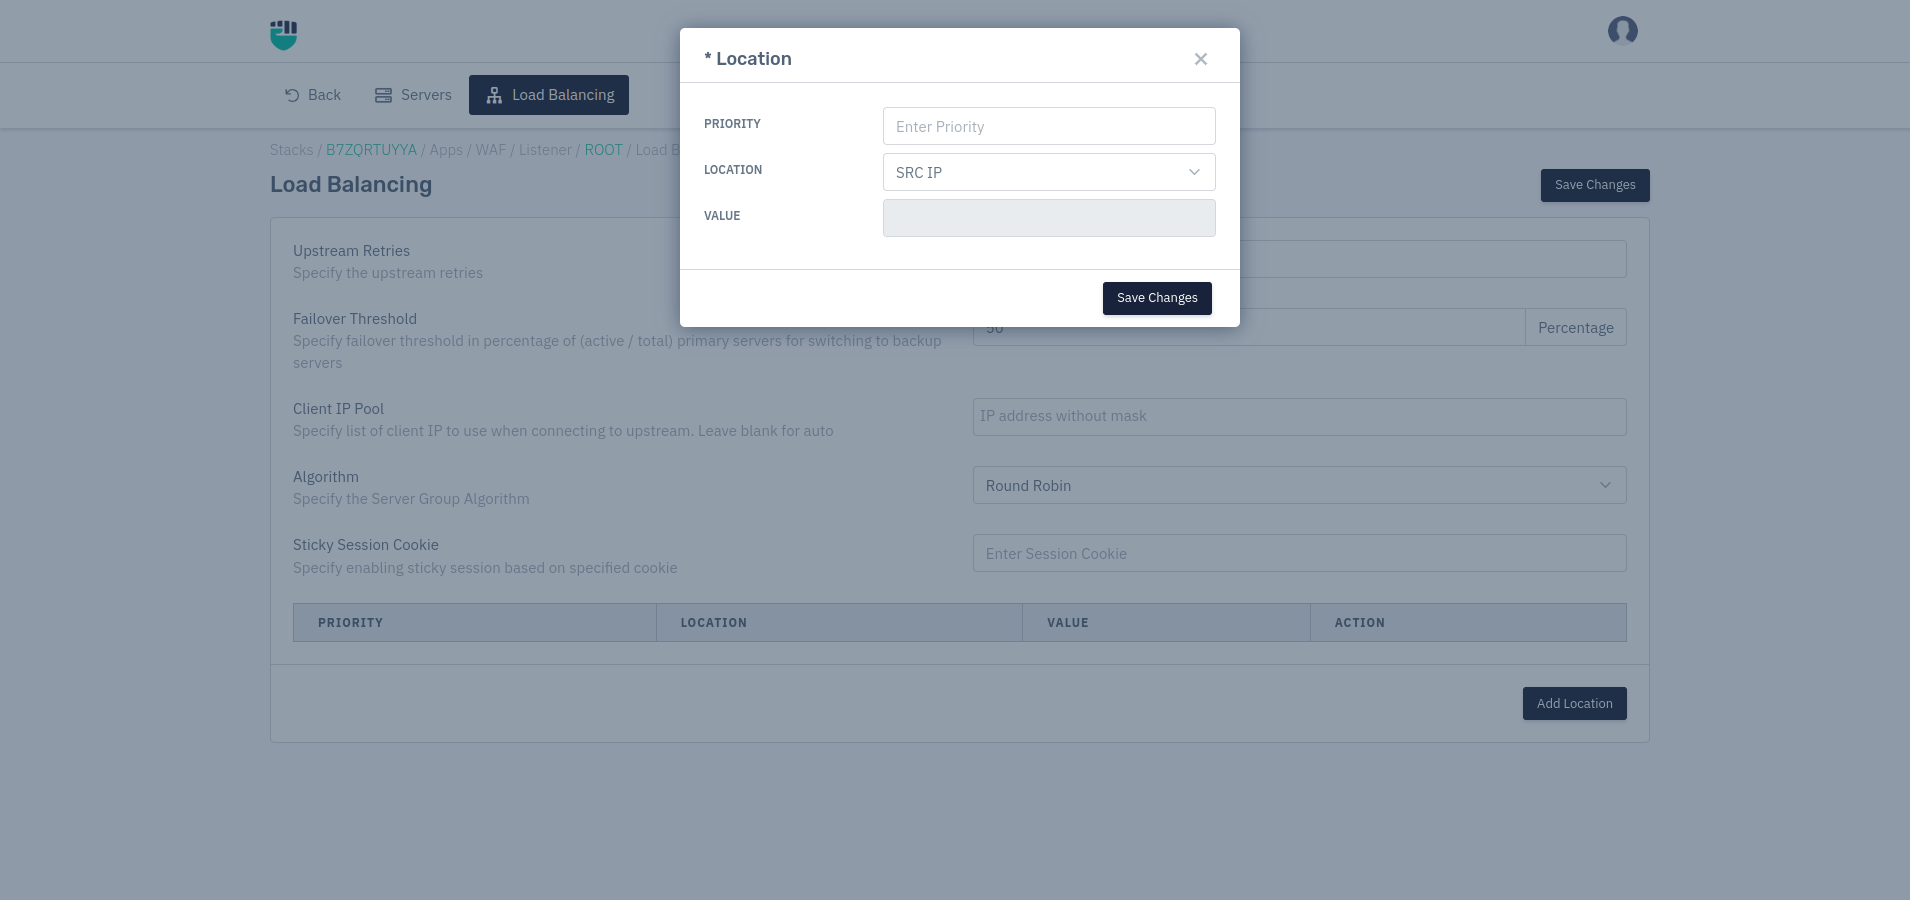 * Location
×
Back
Servers
Load Balancing
PRIORITY
Enter Priority
LOCATION
SRC IP
VALUE
Save Changes
Stacks / B7ZQRTUYYA / Apps / WAF / Listener / ROOT / Load B
Load Balancing
Save Changes
Upstream Retries
Specify the upstream retries
Failover Threshold
Specify failover threshold in percentage of (active / total) primary servers for switching to backup
servers
50
Percentage
Client IP Pool
Specify list of client IP to use when connecting to upstream. Leave blank for auto
IP address without mask
Algorithm
Specify the Server Group Algorithm
Round Robin
Sticky Session Cookie
Specify enabling sticky session based on specified cookie
Enter Session Cookie
PRIORITY LOCATION VALUE ACTION
Add Location